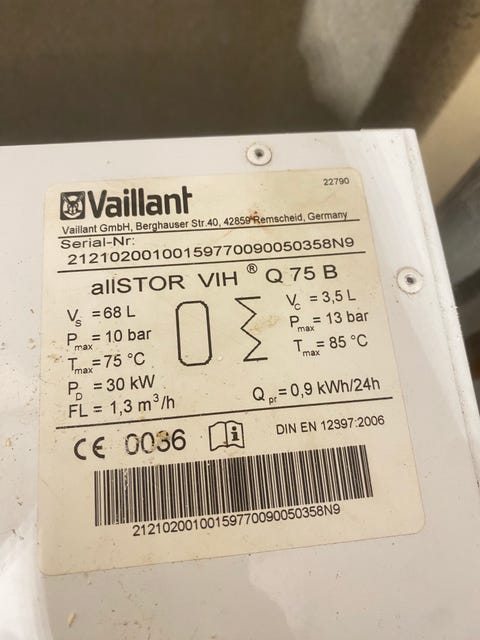 22790
Vaillant
Vaillant GmbH, Berghauser Str.40, 42859 Remscheid, Germany
Serial-Nr:
21210200100159770090050358N9
allSTOR VIH ® Q 75 B
Vs = 68 L
Pmax = 10 bar
Tmax = 75 °C
PD = 30 kW
FL = 1,3 m³/h
Vc = 3,5 L
Pmax = 13 bar
Tmax = 85 °C
Qpr = 0,9 kWh/24h
CE 0036
i
DIN EN 12897:2006
21210200100159770090050358N9